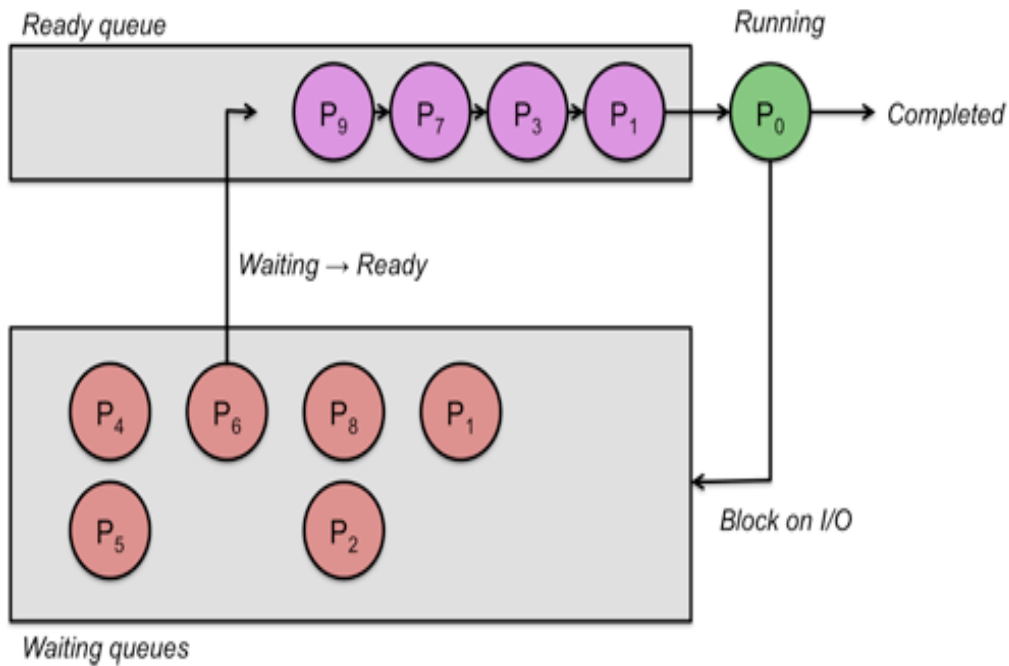 Ready queue
Running
P₉ P₇ P₃ P₁ P₀ Completed
Waiting → Ready
P₄ P₆ P₈ P₁
P₅ P₂
Block on I/O
Waiting queues